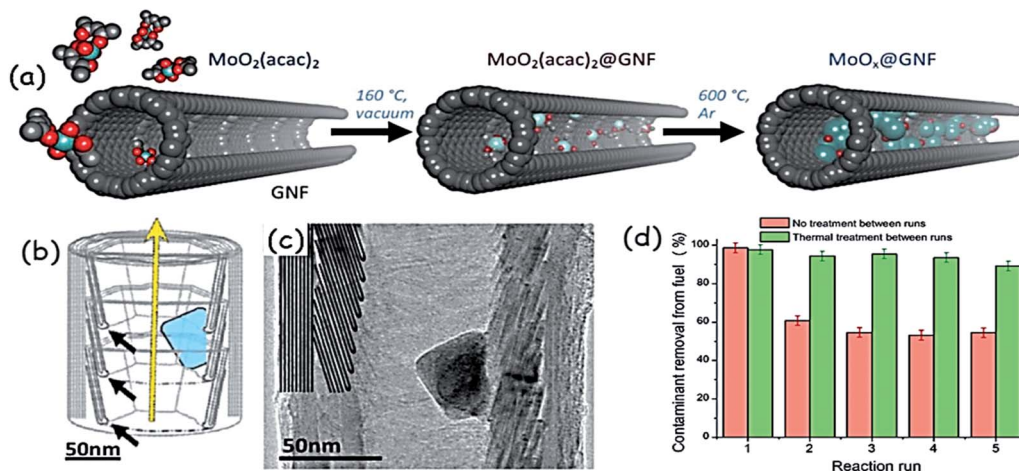 (a)
MoO₂(acac)₂
GNF
160 °C,
vacuum
MoO₂(acac)₂@GNF
600 °C,
Ar
MoOₓ@GNF
(b)
50nm
(c)
50nm
(d)
No treatment between runs
Thermal treatment between runs
Contaminant removal from fuel (%)
100
80
60
40
20
0
1 2 3 4 5
Reaction run